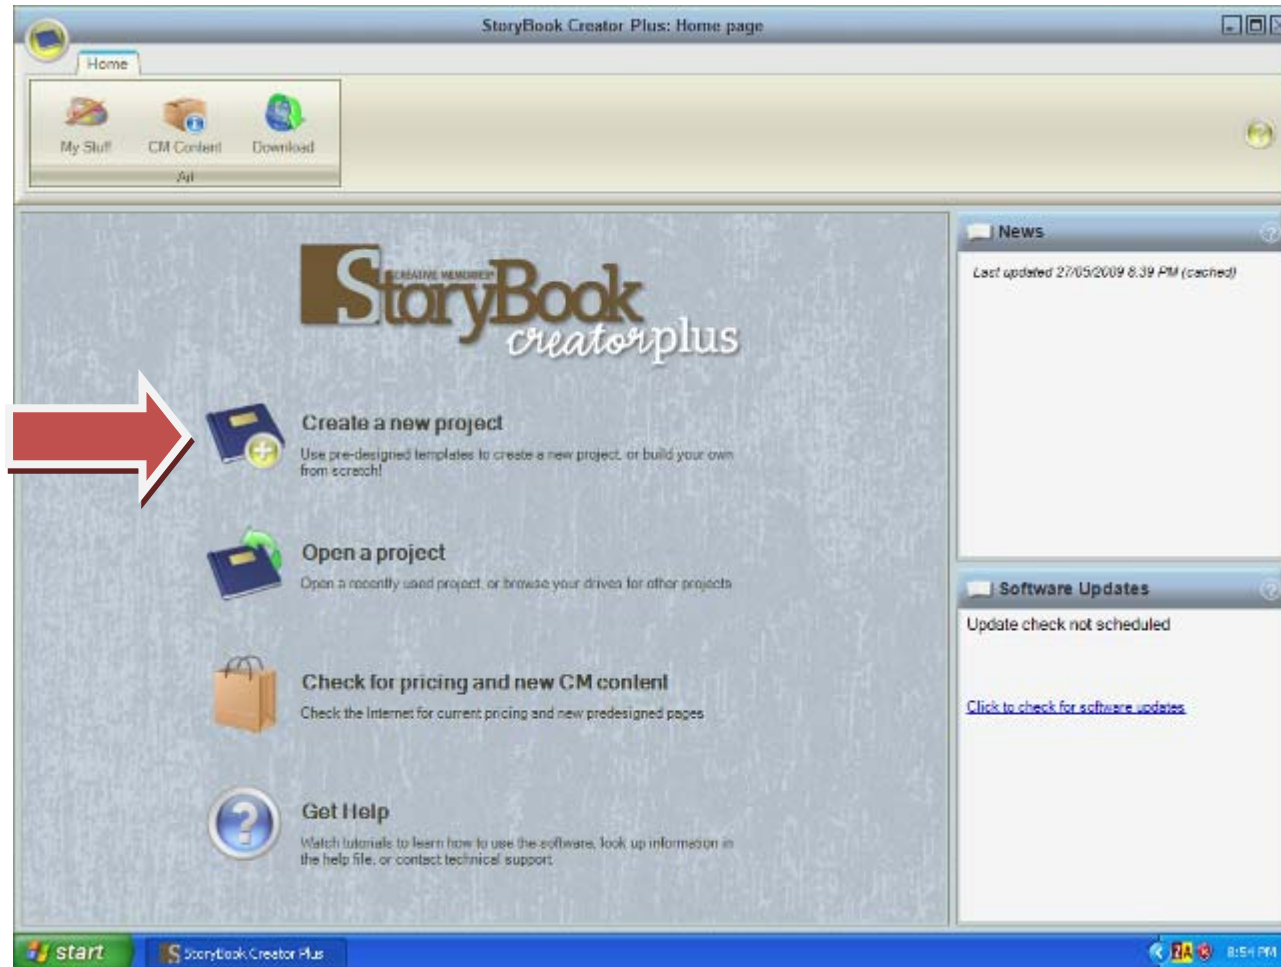 StoryBook Creator Plus: Home page
Home
My Stuff
CM Content
Download
Art
CREATIVE MEMORIES®
StoryBook
creatorplus
Create a new project
Use pre-designed templates to create a new project, or build your own
from scratch!
Open a project
Open a recently used project, or browse your drives for other projects
Check for pricing and new CM content
Check the Internet for current pricing and new predesigned pages
Get Help
Watch tutorials to learn how to use the software, look up information in
the help file, or contact technical support
News
Last updated 27/05/2009 8:39 PM (cached)
Software Updates
Update check not scheduled
Click to check for software updates
start
StoryBook Creator Plus
8:54 PM